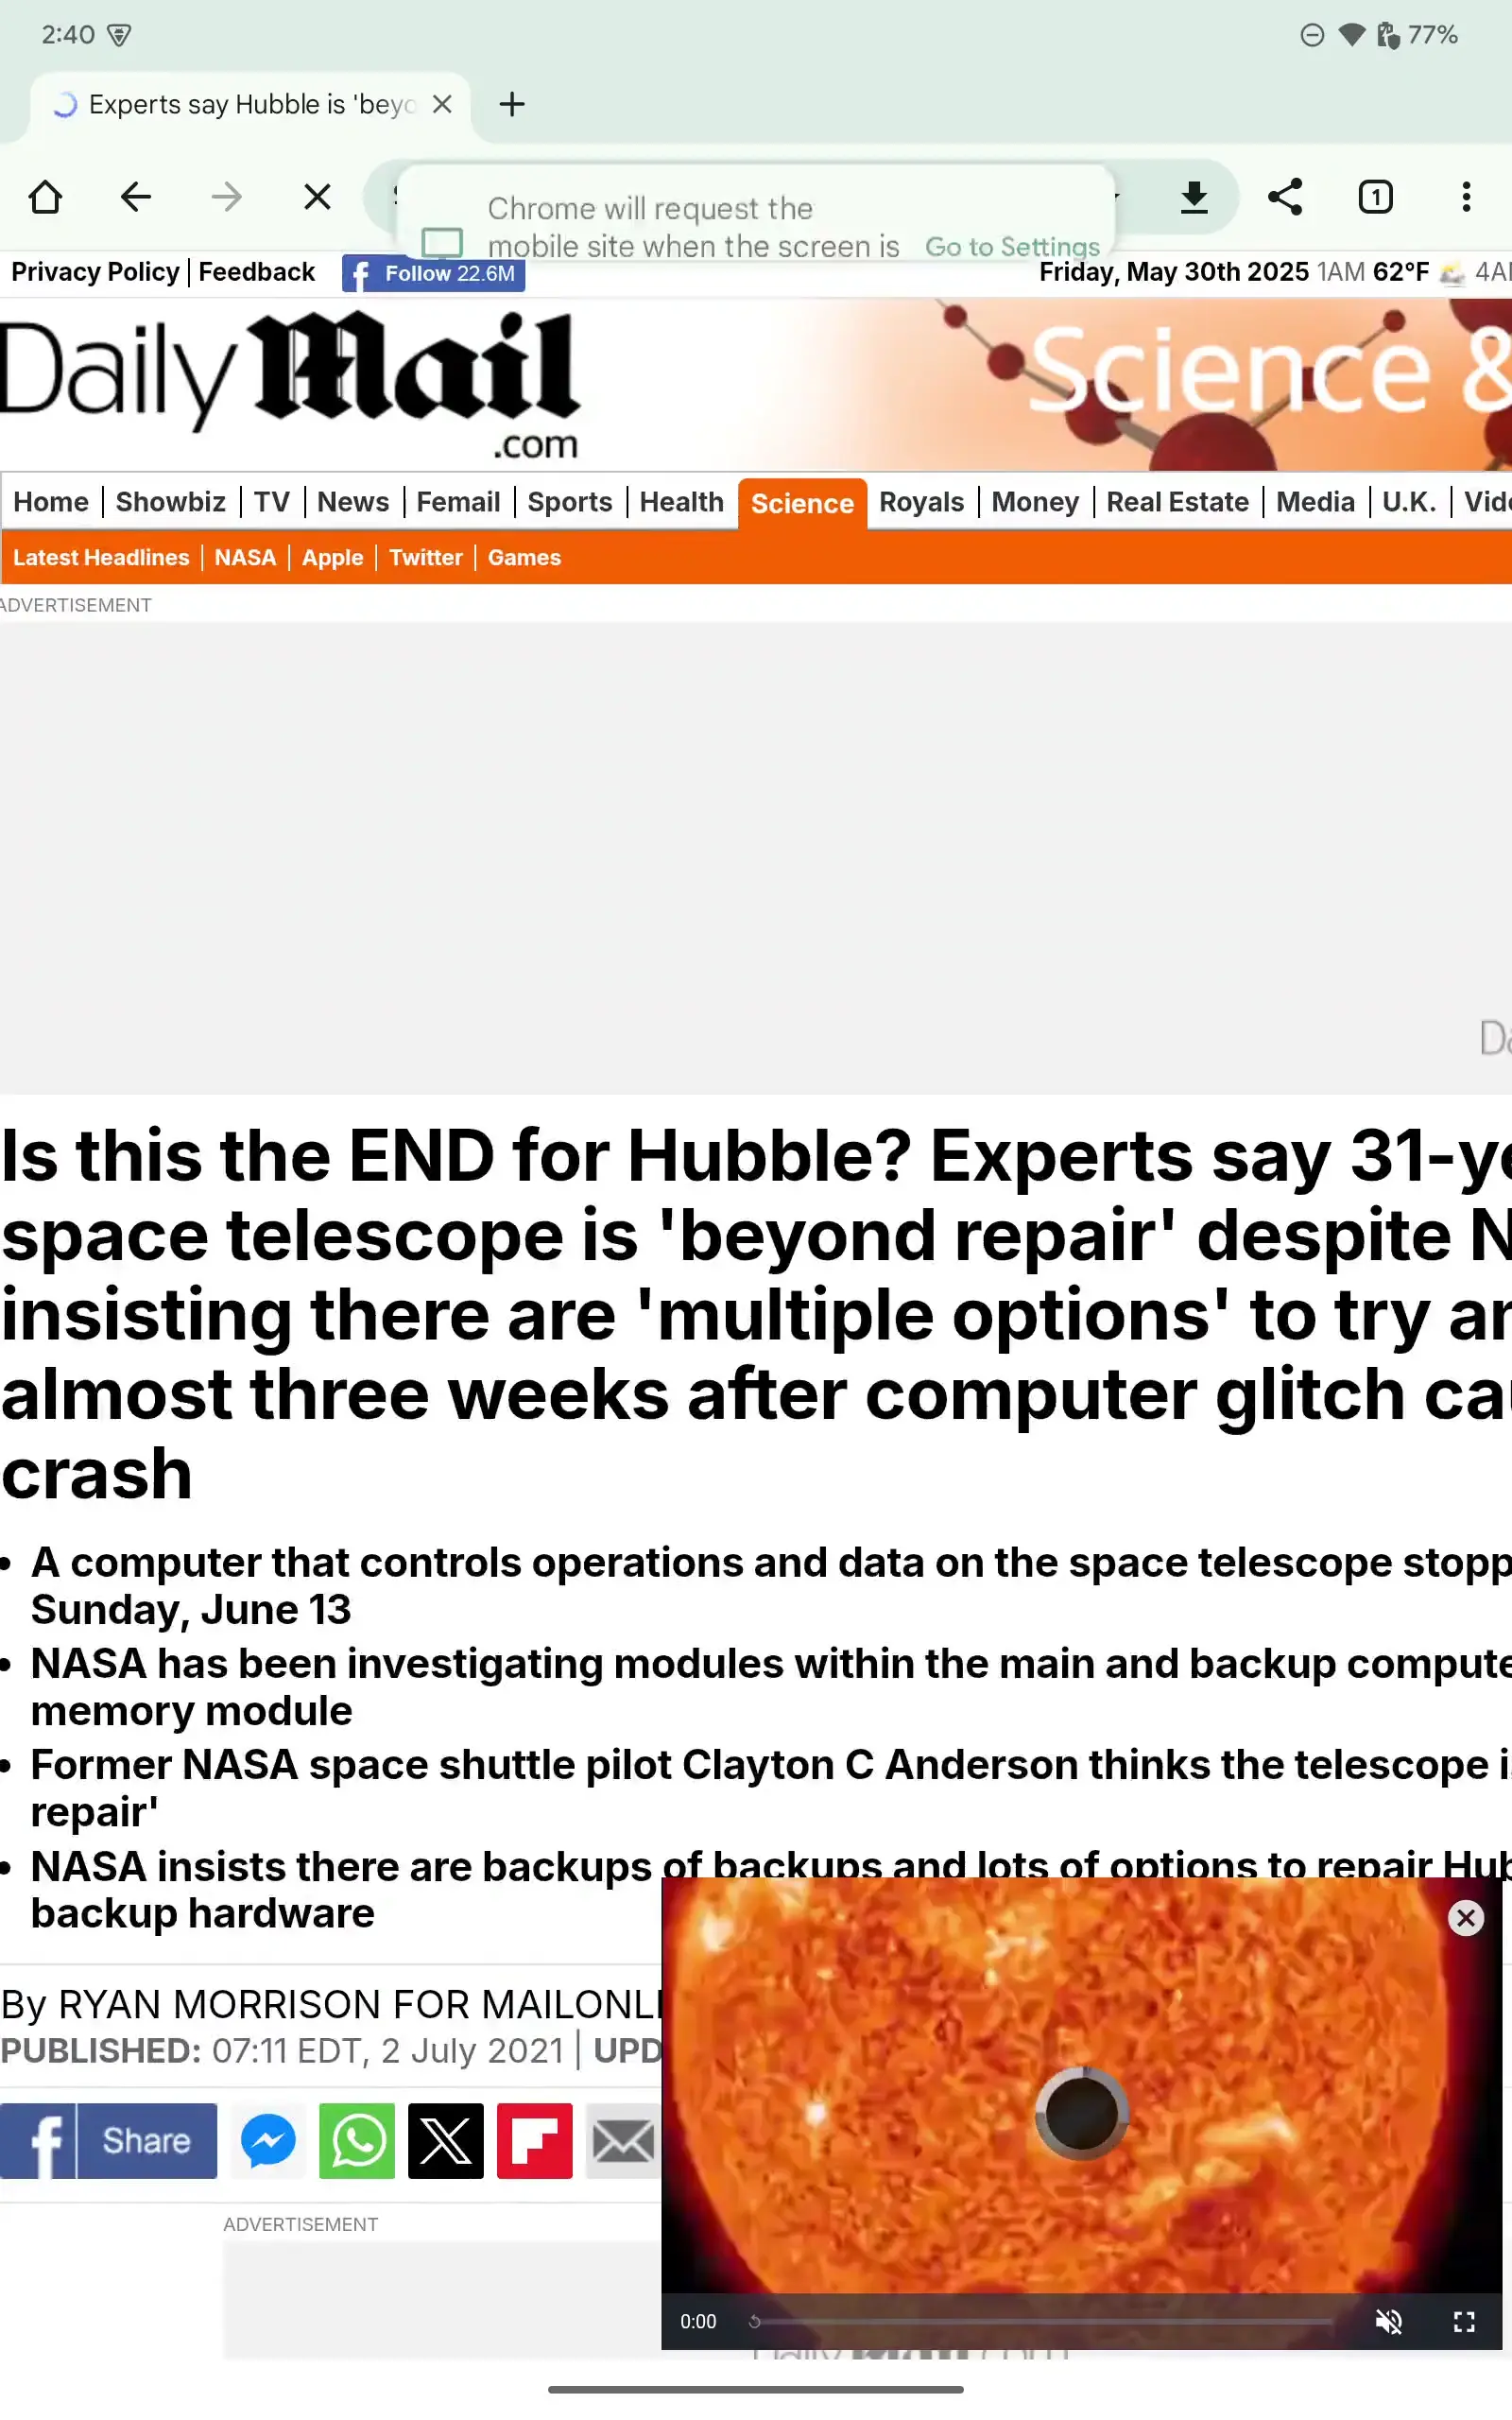 2:40 77%
Experts say Hubble is 'beyo
1
Chrome will request the
mobile site when the screen is Go to Settings
Privacy Policy | Feedback Follow 22.6M Friday, May 30th 2025 1AM 62°F 4A
Daily Mail Science &
.com
Home | Showbiz | TV | News | Femail | Sports | Health Science Royals | Money | Real Estate | Media | U.K. | Vid
Latest Headlines | NASA | Apple | Twitter | Games
ADVERTISEMENT
Da
Is this the END for Hubble? Experts say 31-ye
space telescope is 'beyond repair' despite N
insisting there are 'multiple options' to try an
almost three weeks after computer glitch cau
crash
• A computer that controls operations and data on the space telescope stopp
Sunday, June 13
• NASA has been investigating modules within the main and backup compute
memory module
• Former NASA space shuttle pilot Clayton C Anderson thinks the telescope i
repair'
• NASA insists there are backups of backups and lots of options to repair Hub
backup hardware
By RYAN MORRISON FOR MAILONLI
PUBLISHED: 07:11 EDT, 2 July 2021 | UPD
Share
ADVERTISEMENT
0:00
Daily Mail.com